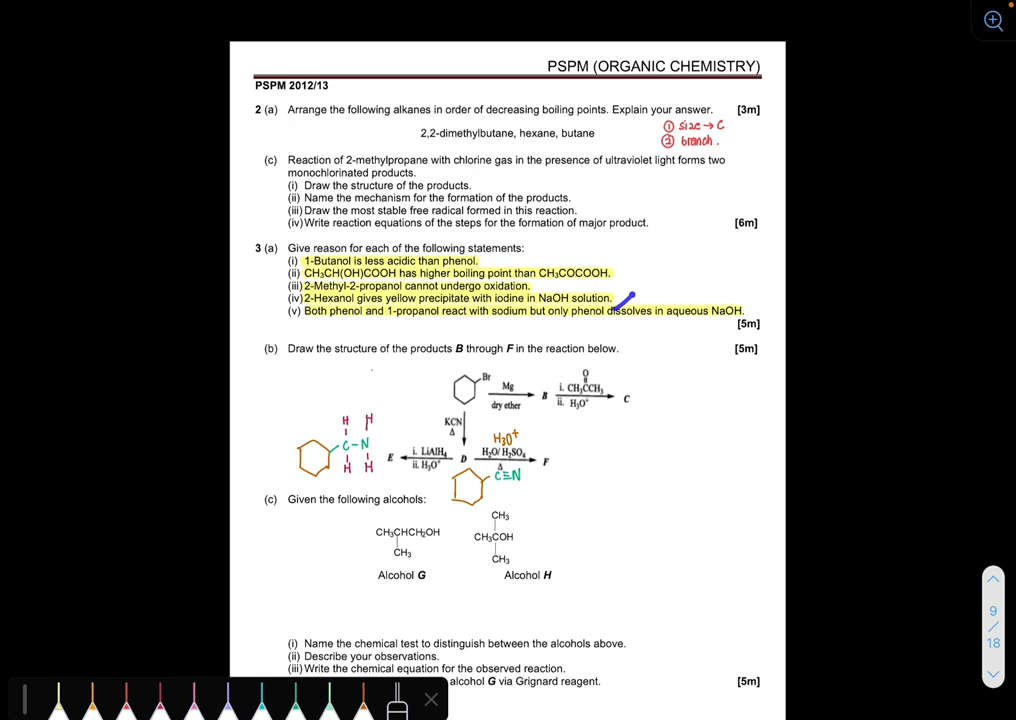 PSPM (ORGANIC CHEMISTRY)
PSPM 2012/13
2 (a) Arrange the following alkanes in order of decreasing boiling points. Explain your answer. [3m]
① size → C
2,2-dimethylbutane, hexane, butane
② branch.
(c) Reaction of 2-methylpropane with chlorine gas in the presence of ultraviolet light forms two
monochlorinated products.
(i) Draw the structure of the products.
(ii) Name the mechanism for the formation of the products.
(iii) Draw the most stable free radical formed in this reaction.
(iv) Write reaction equations of the steps for the formation of major product. [6m]
3 (a) Give reason for each of the following statements:
(i) 1-Butanol is less acidic than phenol.
(ii) CH₃CH(OH)COOH has higher boiling point than CH₃COCOOH.
(iii) 2-Methyl-2-propanol cannot undergo oxidation.
(iv) 2-Hexanol gives yellow precipitate with iodine in NaOH solution.
(v) Both phenol and 1-propanol react with sodium but only phenol dissolves in aqueous NaOH.
[5m]
(b) Draw the structure of the products B through F in the reaction below. [5m]
O
Br Mg i. CH₃CCH₃
B C
dry ether ii. H₃O⁺
H H KCN
Δ H₃O⁺
C-N E i. LiAlH₄ D H₂O/H₂SO₄ F
H H ii. H₃O⁺ Δ
C≡N
(c) Given the following alcohols:
CH₃
CH₃CHCH₂OH CH₃COH
CH₃ CH₃
Alcohol G Alcohol H
(i) Name the chemical test to distinguish between the alcohols above.
(ii) Describe your observations.
(iii) Write the chemical equation for the observed reaction.
alcohol G via Grignard reagent. [5m]
9
/
18